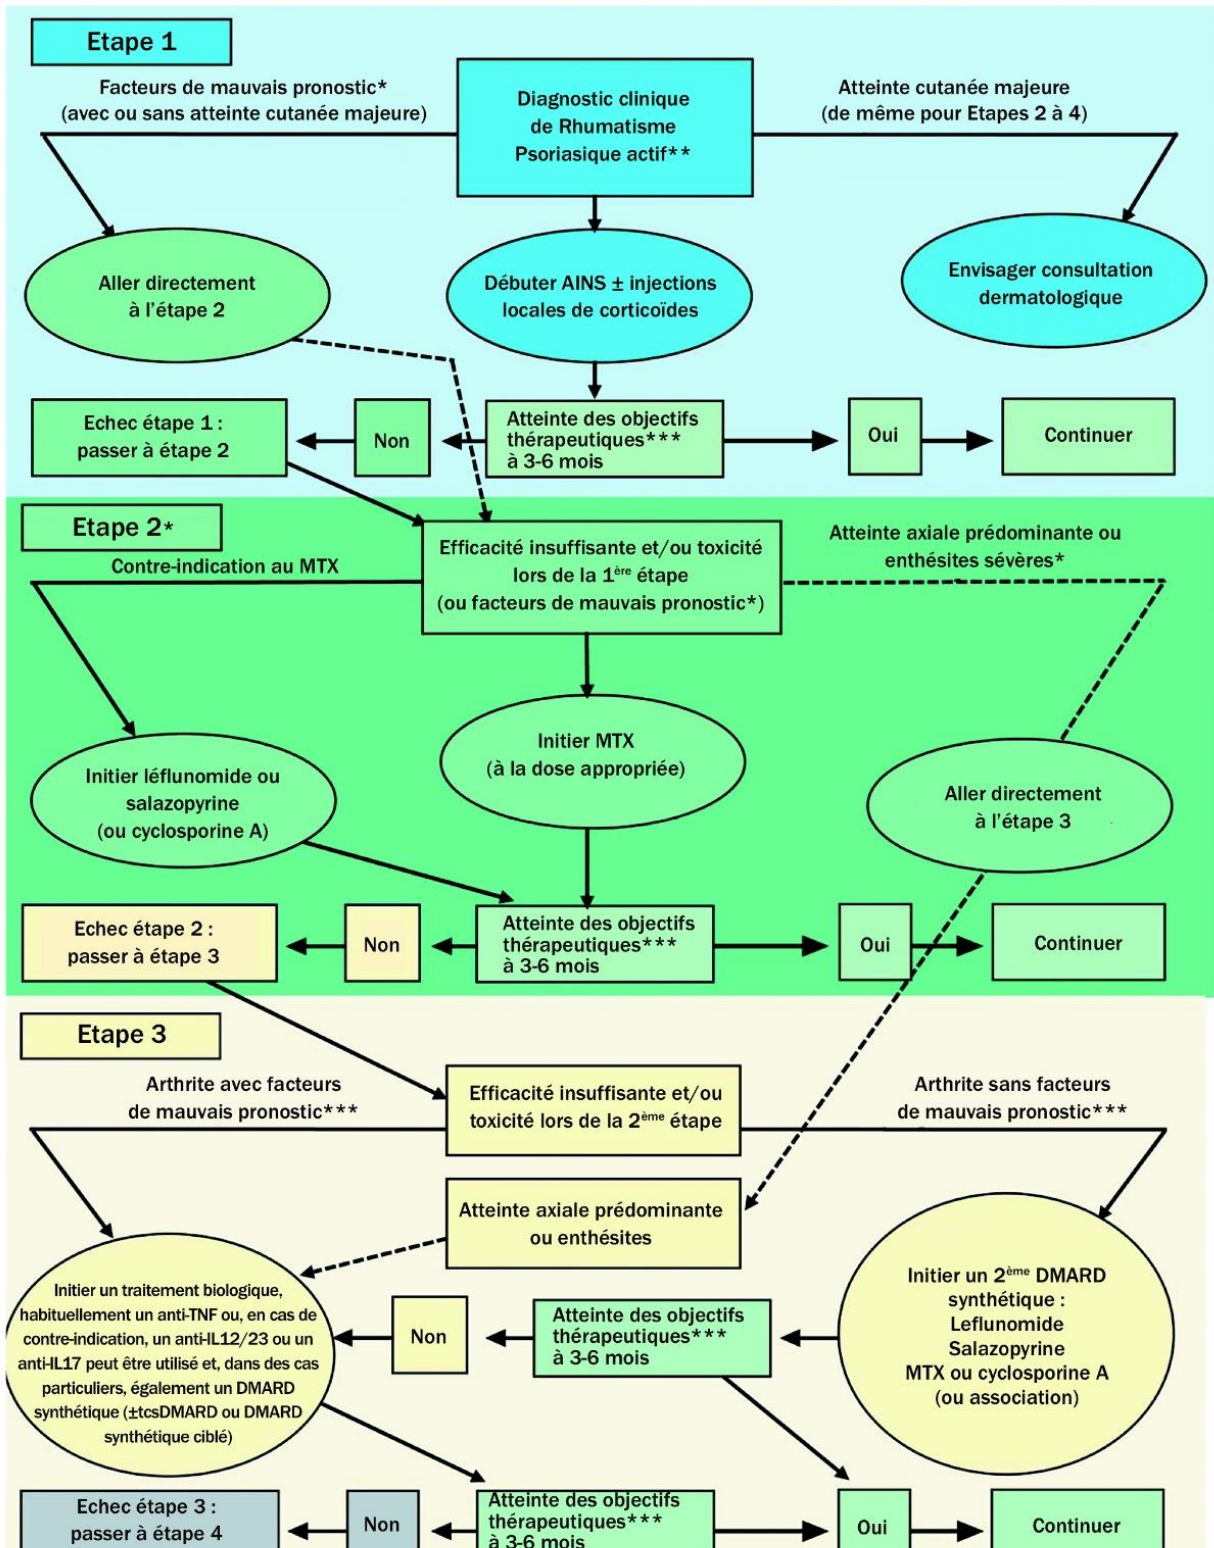 Etape 1
Facteurs de mauvais pronostic*
(avec ou sans atteinte cutanée majeure)
Diagnostic clinique
de Rhumatisme
Psoriasique actif**
Atteinte cutanée majeure
(de même pour Etapes 2 à 4)
Aller directement
à l'étape 2
Débuter AINS ± injections
locales de corticoïdes
Envisager consultation
dermatologique
Echec étape 1 :
passer à étape 2
Non
Atteinte des objectifs
thérapeutiques***
à 3-6 mois
Oui
Continuer
Etape 2*
Contre-indication au MTX
Efficacité insuffisante et/ou toxicité
lors de la 1ère étape
(ou facteurs de mauvais pronostic*)
Atteinte axiale prédominante ou
enthésites sévères*
Initier léflunomide ou
salazopyrine
(ou cyclosporine A)
Initier MTX
(à la dose appropriée)
Aller directement
à l'étape 3
Echec étape 2 :
passer à étape 3
Non
Atteinte des objectifs
thérapeutiques***
à 3-6 mois
Oui
Continuer
Etape 3
Arthrite avec facteurs
de mauvais pronostic***
Efficacité insuffisante et/ou
toxicité lors de la 2ème étape
Arthrite sans facteurs
de mauvais pronostic***
Atteinte axiale prédominante
ou enthésites
Initier un traitement biologique,
habituellement un anti-TNF ou, en cas de
contre-indication, un anti-IL12/23 ou un
anti-IL17 peut être utilisé et, dans des cas
particuliers, également un DMARD
synthétique (±tcsDMARD ou DMARD
synthétique ciblé)
Non
Atteinte des objectifs
thérapeutiques***
à 3-6 mois
Initier un 2ème DMARD
synthétique :
Leflunomide
Salazopyrine
MTX ou cyclosporine A
(ou association)
Echec étape 3 :
passer à étape 4
Non
Atteinte des objectifs
thérapeutiques***
à 3-6 mois
Oui
Continuer